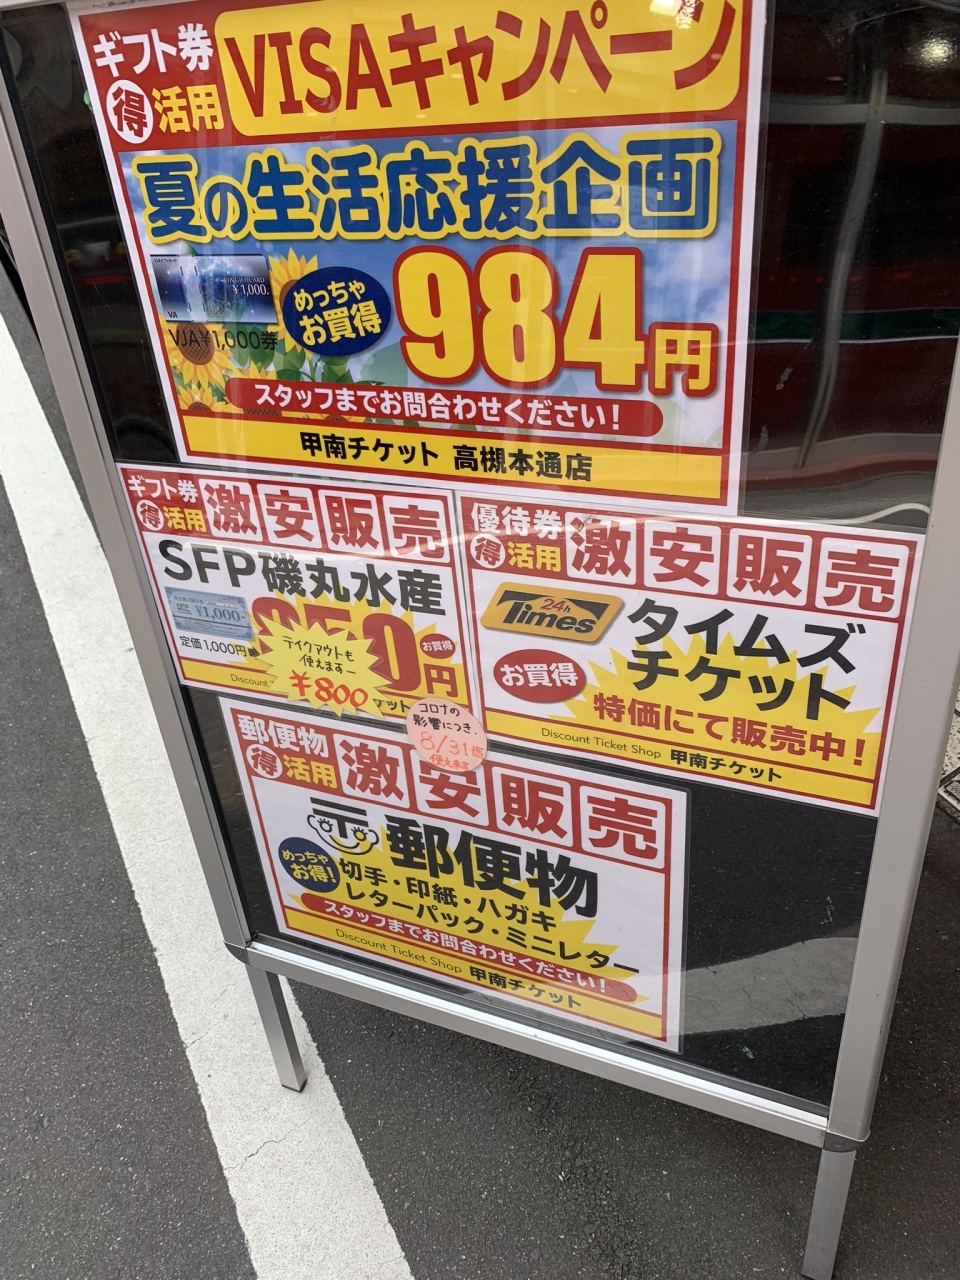 ギフト券
得 活用
VISAキャンペーン
夏の生活応援企画
¥1,000.
VJA¥1,000券
めっちゃ
お買得
984円
スタッフまでお問合わせください！
甲南チケット 高槻本通店
ギフト券
得 活用
激安販売
SFP磯丸水産
¥1,000-
定価1,000円
お買得
0円
テイクアウトも
使えますー
¥800
Discount
コロナの
影響につき、
8/31迄
使えます
優待券
得 活用
激安販売
24h
Times
タイムズ
チケット
お買得
特価にて販売中！
Discount Ticket Shop 甲南チケット
郵便物
得 活用
激安販売
郵便物
めっちゃ
お得！
切手・印紙・ハガキ
レターパック・ミニレター
スタッフまでお問合わせください！
Discount Ticket Shop 甲南チケット